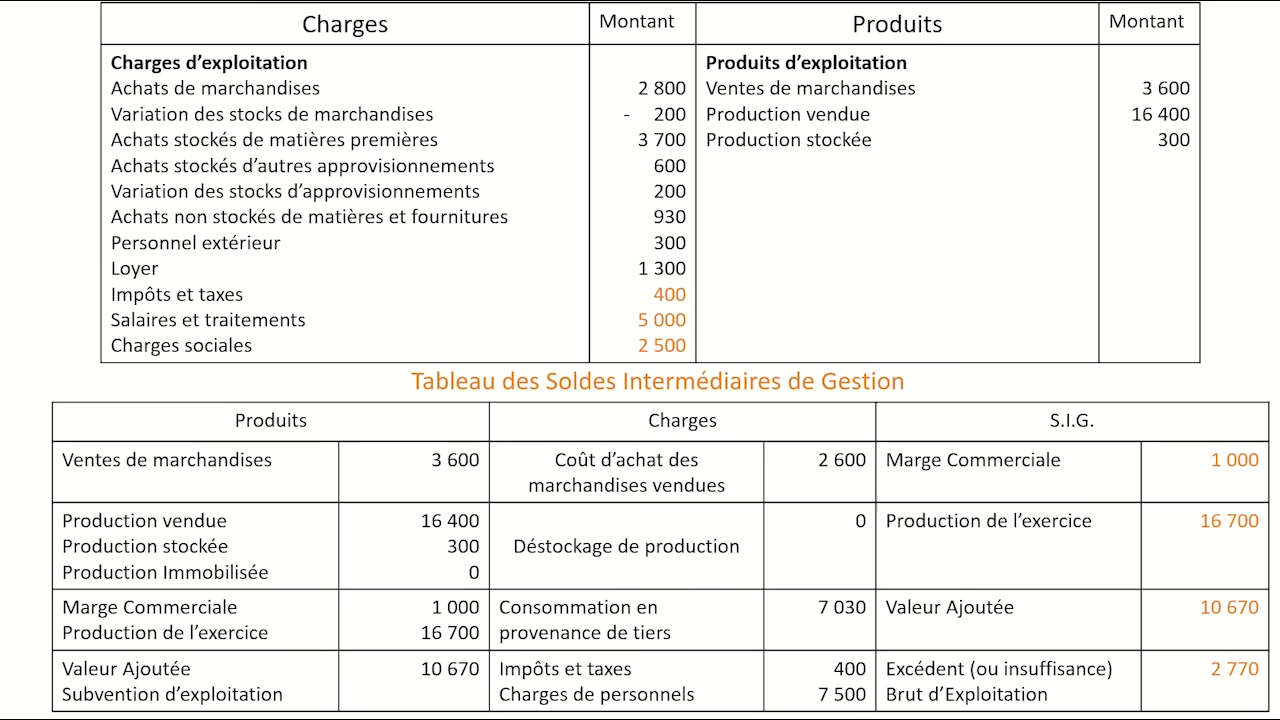 Charges Montant Produits Montant
Charges d’exploitation Produits d’exploitation
Achats de marchandises 2 800 Ventes de marchandises 3 600
Variation des stocks de marchandises - 200 Production vendue 16 400
Achats stockés de matières premières 3 700 Production stockée 300
Achats stockés d’autres approvisionnements 600
Variation des stocks d’approvisionnements 200
Achats non stockés de matières et fournitures 930
Personnel extérieur 300
Loyer 1 300
Impôts et taxes 400
Salaires et traitements 5 000
Charges sociales 2 500
Tableau des Soldes Intermédiaires de Gestion
Produits Charges S.I.G.
Ventes de marchandises 3 600 Coût d’achat des 2 600 Marge Commerciale 1 000
marchandises vendues
Production vendue 16 400 0 Production de l’exercice 16 700
Production stockée 300 Déstockage de production
Production Immobilisée 0
Marge Commerciale 1 000 Consommation en 7 030 Valeur Ajoutée 10 670
Production de l’exercice 16 700 provenance de tiers
Valeur Ajoutée 10 670 Impôts et taxes 400 Excédent (ou insuffisance) 2 770
Subvention d’exploitation Charges de personnels 7 500 Brut d’Exploitation